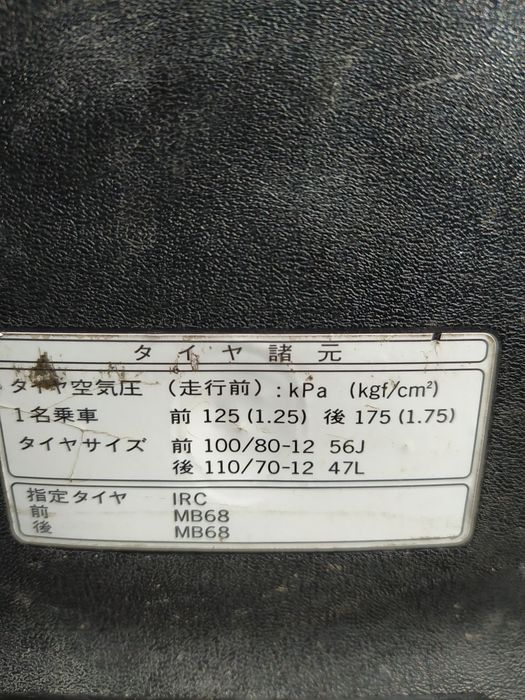 タイヤ諸元
タイヤ空気圧 (走行前) : kPa (kgf/cm²)
1名乗車 前 125 (1.25) 後 175 (1.75)
タイヤサイズ 前 100/80-12 56J
後 110/70-12 47L
指定タイヤ IRC
前 MB68
後 MB68